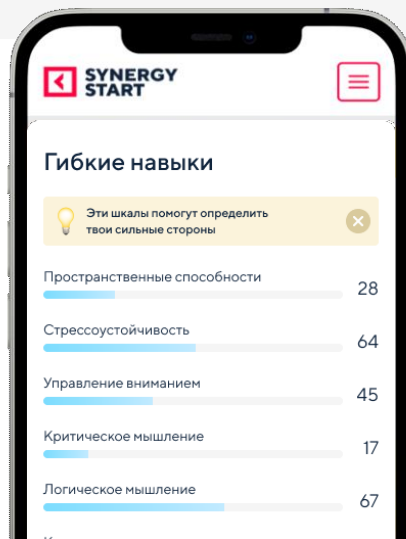 SYNERGY
START
Гибкие навыки
Эти шкалы помогут определить
твои сильные стороны
Пространственные способности
28
Стрессоустойчивость
64
Управление вниманием
45
Критическое мышление
17
Логическое мышление
67